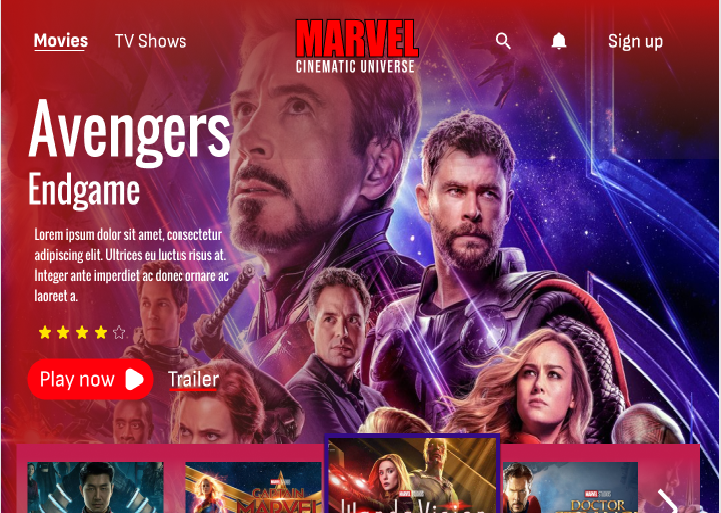 Movies
TV Shows
MARVEL
CINEMATIC UNIVERSE
Sign up
Avengers
Endgame
Lorem ipsum dolor sit amet, consectetur
adipiscing elit. Ultrices eu luctus risus at.
Integer ante imperdiet ac donec ornare ac
laoreet a.
Play now
Trailer
CAPTAIN
MARVEL
WandaVision
DOCTOR